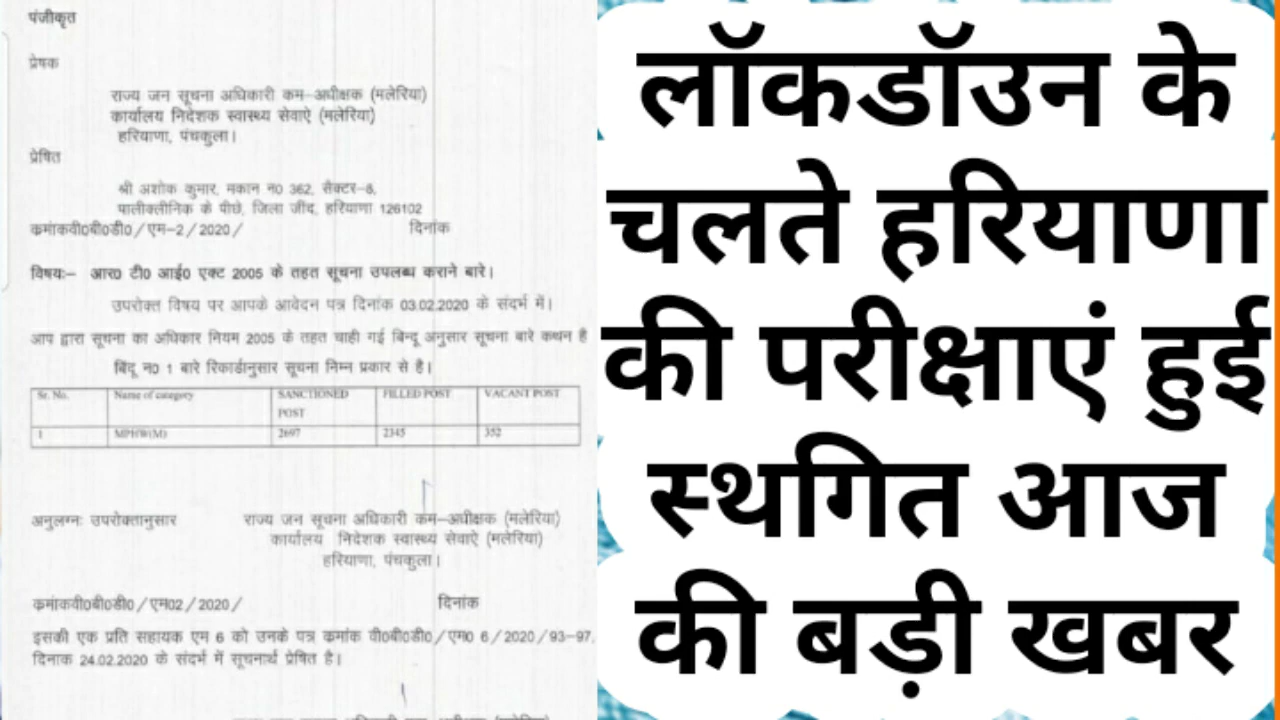 पंजीकृत
प्रेषक
राज्य जन सूचना अधिकारी कम–अधीक्षक (मलेरिया)
कार्यालय निदेशक स्वास्थ्य सेवाऐ (मलेरिया)
हरियाणा, पंचकुला।
प्रेषित
श्री अशोक कुमार, मकान न0 362, सैक्टर–8,
पालीक्लीनिक के पीछे, जिला जींद, हरियाणा 126102
कमांकवी0बी0डी0/एम–2/2020/ दिनांक
विषयः– आर0 टी0 आई0 एक्ट 2005 के तहत सूचना उपलब्ध कराने बारे।
उपरोक्त विषय पर आपके आवेदन पत्र दिनांक 03.02.2020 के संदर्भ में।
आप द्वारा सूचना का अधिकार नियम 2005 के तहत चाही गई बिन्दू अनुसार सूचना बारे कथन है
बिंदू न0 1 बारे रिकार्डानुसार सूचना निम्न प्रकार से है।
Sr. No. Name of category SANCTIONED POST FILLED POST VACANT POST
1 MPHW(M) 2697 2345 352
अनुलग्नः उपरोक्तानुसार राज्य जन सूचना अधिकारी कम–अधीक्षक (मलेरिया)
कार्यालय निदेशक स्वास्थ्य सेवाऐ (मलेरिया)
हरियाणा, पंचकुला।
कमांकवी0बी0डी0/एम02/2020/ दिनांक
इसकी एक प्रति सहायक एम 6 को उनके पत्र कमांक वी0बी0डी0/एम0 6/2020/93–97,
दिनाक 24.02.2020 के संदर्भ में सूचनार्थ प्रेषित है।
लॉकडॉउन के
चलते हरियाणा
की परीक्षाएं हुई
स्थगित आज
की बड़ी खबर